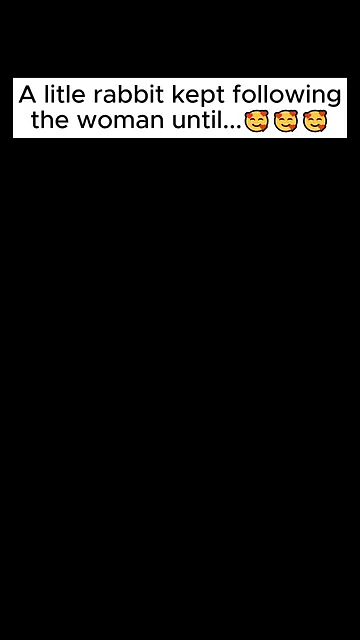 A litle rabbit kept following
the woman until...🥰🥰🥰